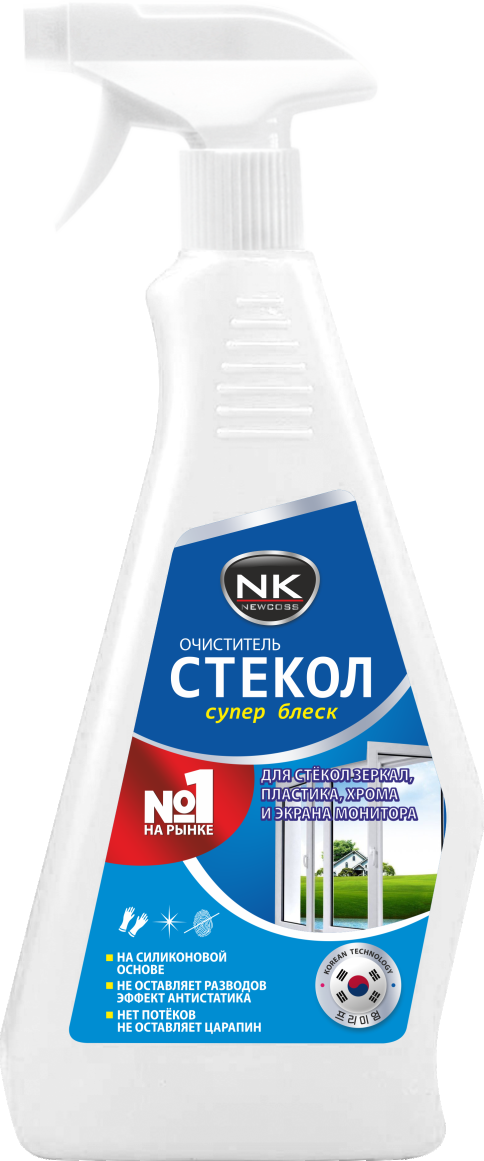 NK
NEWCOSS
ОЧИСТИТЕЛЬ
СТЕКОЛ
супер блеск
№1
НА РЫНКЕ
ДЛЯ СТЁКОЛ ЗЕРКАЛ,
ПЛАСТИКА, ХРОМА
И ЭКРАНА МОНИТОРА
НА СИЛИКОНОВОЙ
ОСНОВЕ
НЕ ОСТАВЛЯЕТ РАЗВОДОВ
ЭФФЕКТ АНТИСТАТИКА
НЕТ ПОТЁКОВ
НЕ ОСТАВЛЯЕТ ЦАРАПИН
KOREAN TECHNOLOGY
프리미엄